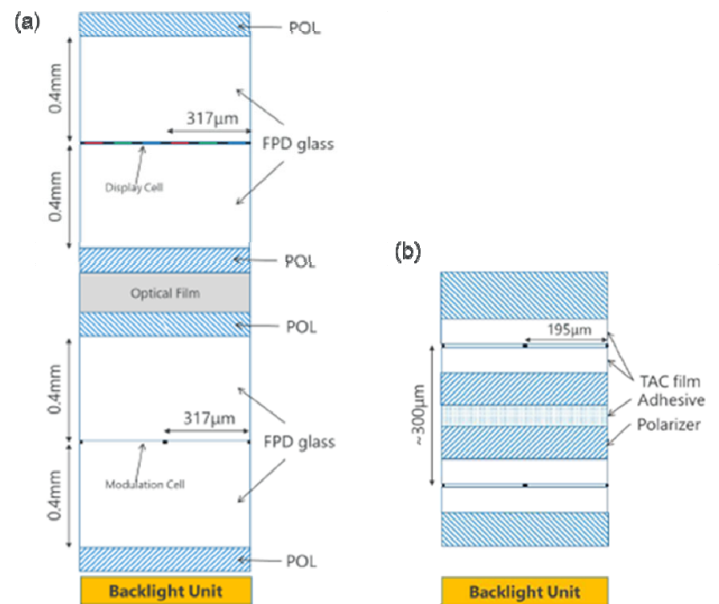 (a)
POL
0.4mm
317μm
FPD glass
Display Cell
0.4mm
POL
Optical Film
POL
0.4mm
317μm
FPD glass
Modulation Cell
0.4mm
POL
Backlight Unit
(b)
195μm
TAC film
Adhesive
Polarizer
~300μm
Backlight Unit